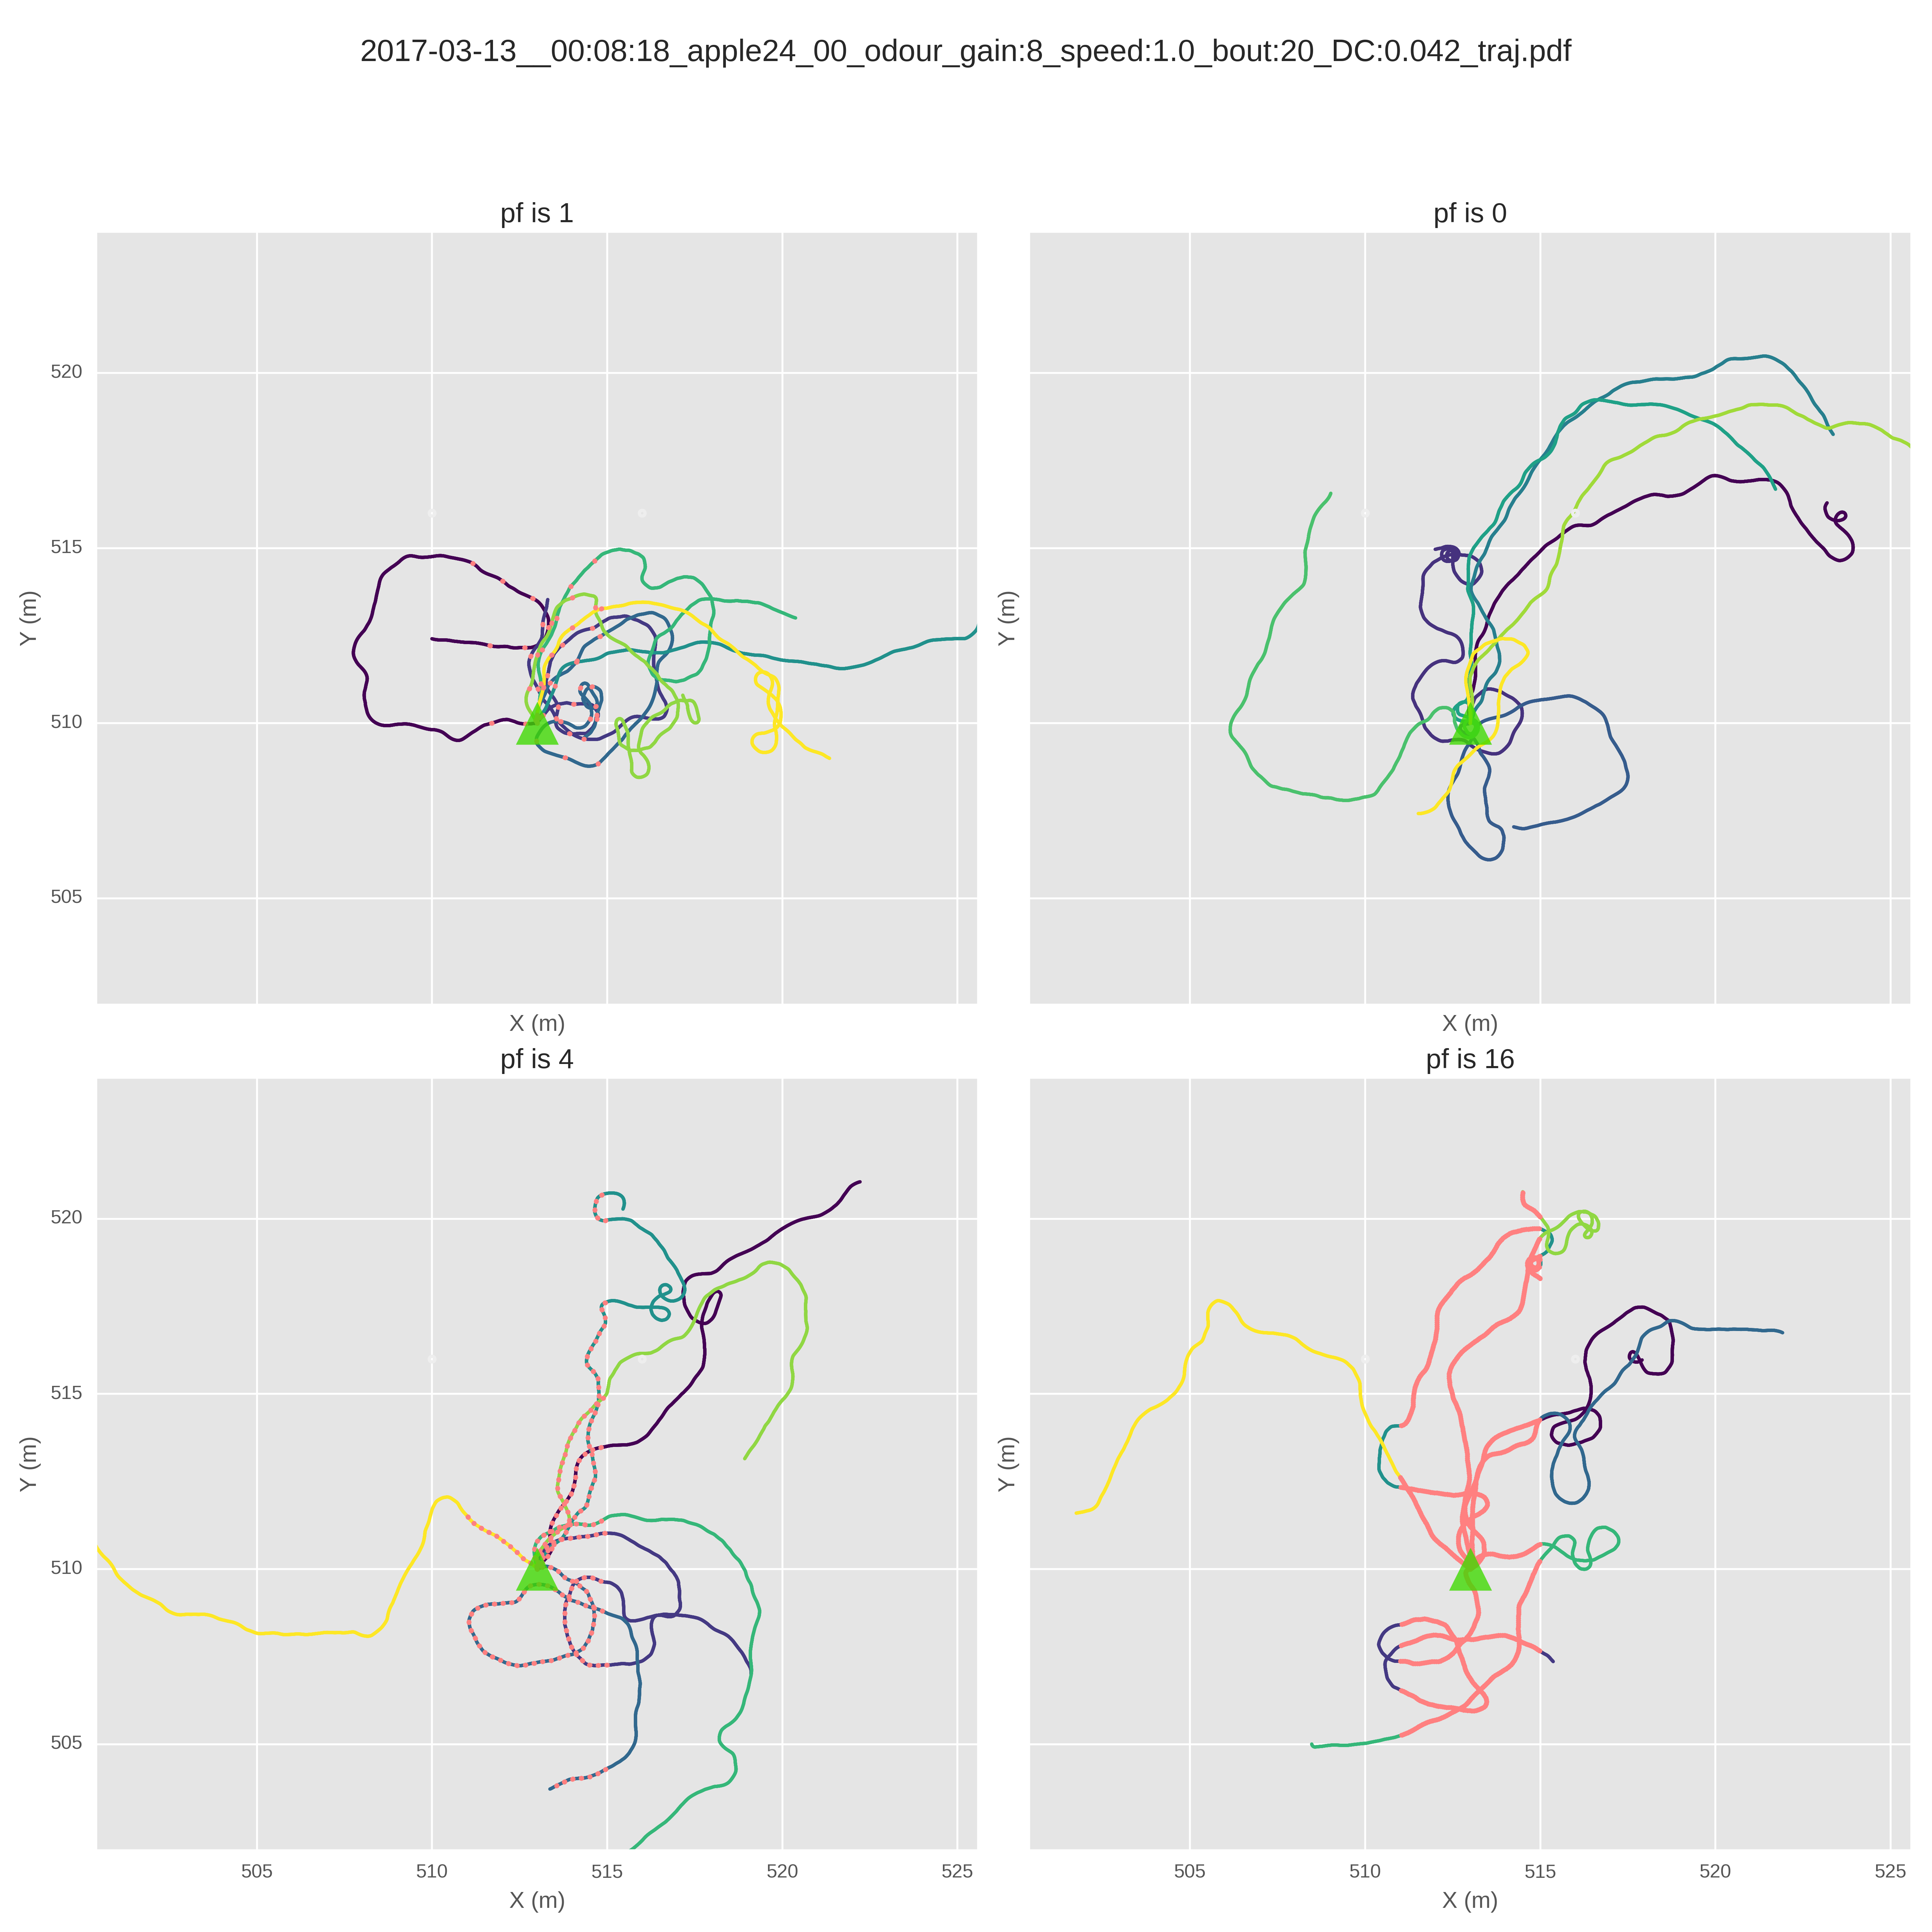 2017-03-13__00:08:18_apple24_00_odour_gain:8_speed:1.0_bout:20_DC:0.042_traj.pdf
pf is 1
pf is 0
520
515
510
505
Y (m)
Y (m)
X (m)
X (m)
pf is 4
pf is 16
520
515
510
505
Y (m)
Y (m)
505 510 515 520 525
505 510 515 520 525
X (m)
X (m)